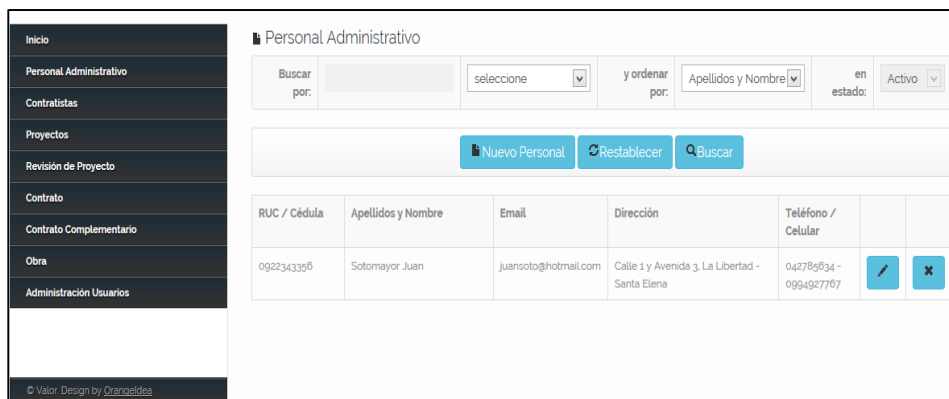 Inicio
Personal Administrativo
Contratistas
Proyectos
Revisión de Proyecto
Contrato
Contrato Complementario
Obra
Administración Usuarios
© Valor. Design by OrangeIdea
Personal Administrativo
Buscar por: seleccione y ordenar por: Apellidos y Nombre en estado: Activo
Nuevo Personal Restablecer Buscar
RUC / Cédula Apellidos y Nombre Email Dirección Teléfono / Celular
0922343356 Sotomayor Juan juansoto@hotmail.com Calle 1 y Avenida 3, La Libertad - Santa Elena 042785634 - 0994927767